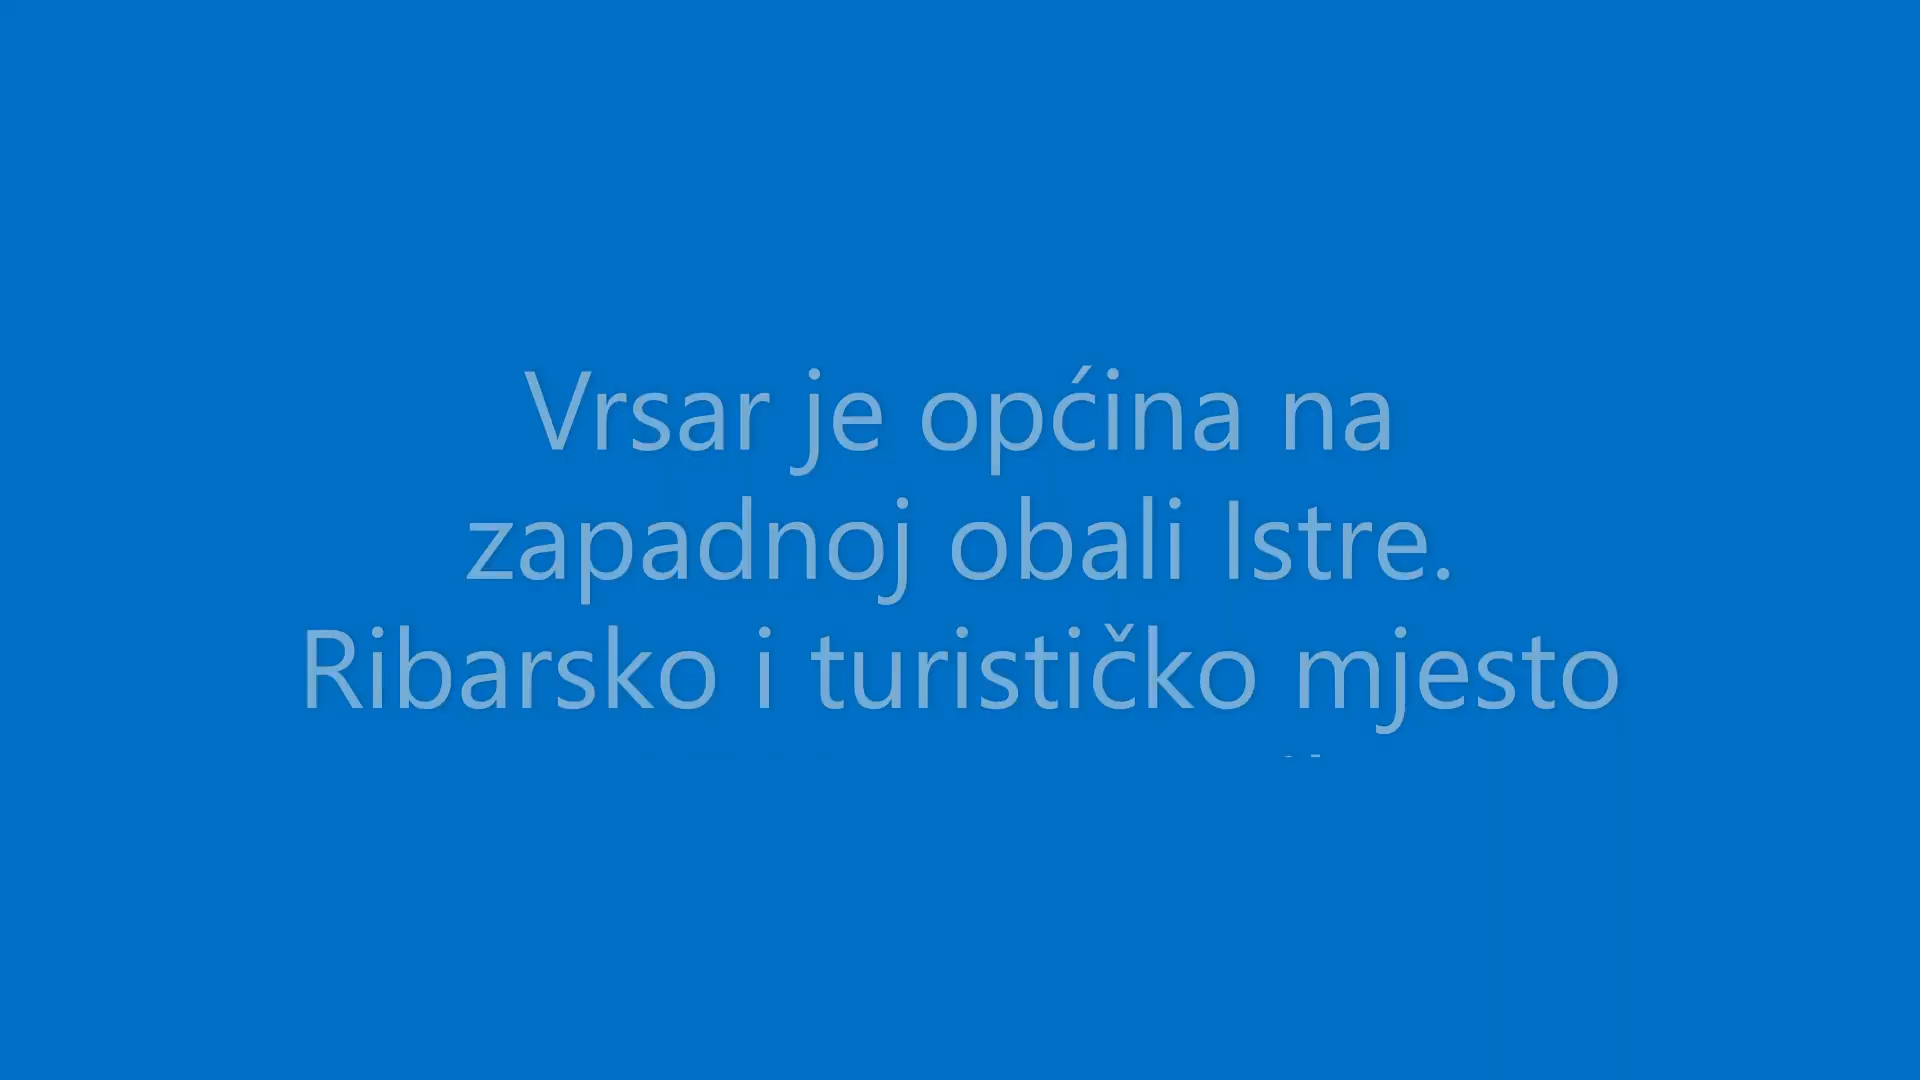 Vrsar je općina na
zapadnoj obali Istre.
Ribarsko i turističko mjesto